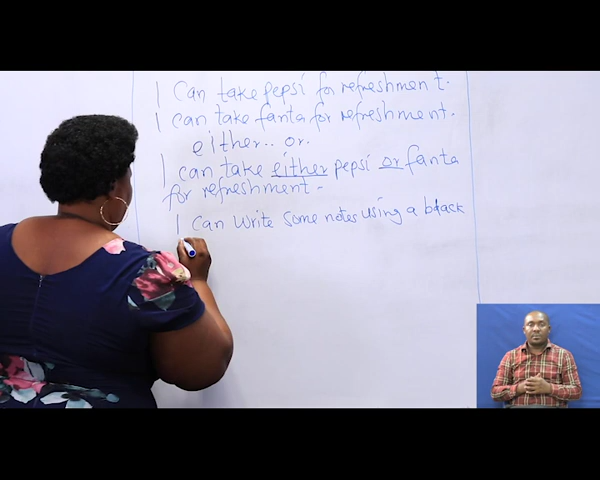 I can take pepsi for refreshment.
I can take fanta for refreshment.
either.. or.
I can take either pepsi or fanta
for refreshment.
I can write some notes using a black